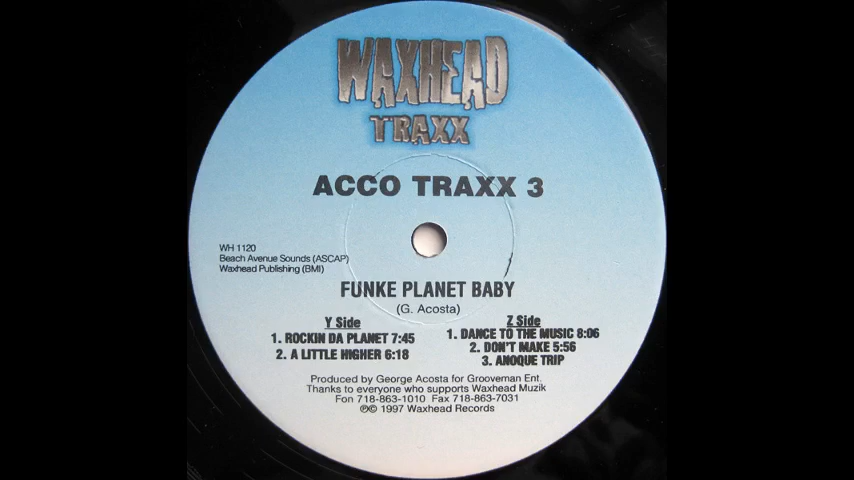 WAXHEAD
TRAXX
ACCO TRAXX 3
WH 1120
Beach Avenue Sounds (ASCAP)
Waxhead Publishing (BMI)
FUNKE PLANET BABY
(G. Acosta)
Y Side
1. ROCKIN DA PLANET 7:45
2. A LITTLE HIGHER 6:18
Z Side
1. DANCE TO THE MUSIC 8:06
2. DON'T MAKE 5:56
3. ANOQUE TRIP
Produced by George Acosta for Grooveman Ent.
Thanks to everyone who supports Waxhead Muzik
Fon 718-863-1010 Fax 718-863-7031
℗© 1997 Waxhead Records